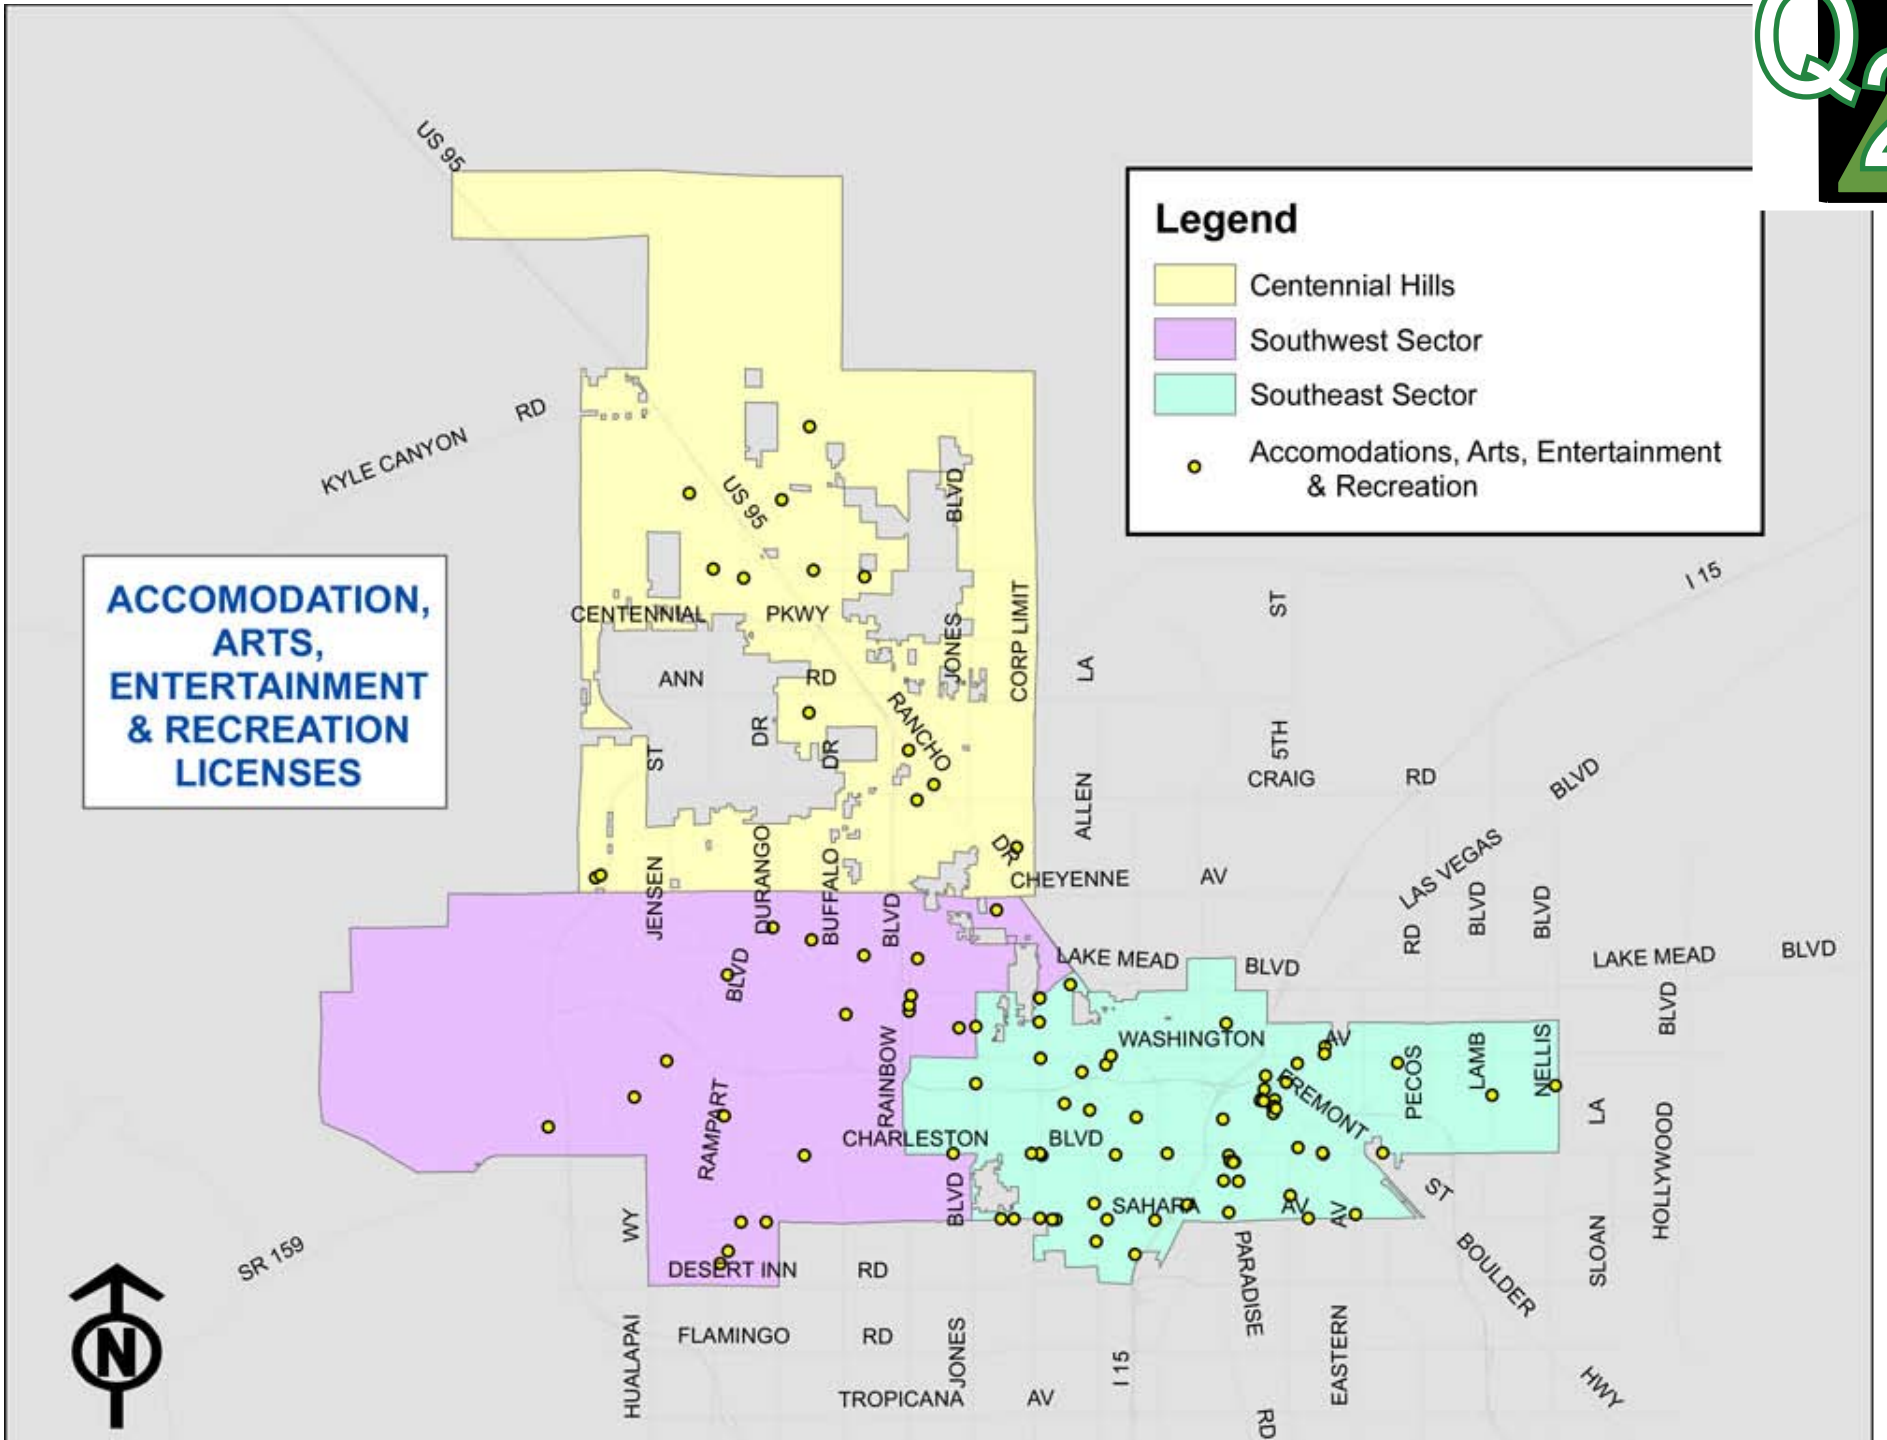 Q2
US 95
Legend
Centennial Hills
Southwest Sector
Southeast Sector
Accomodations, Arts, Entertainment
& Recreation
KYLE CANYON RD
US 95
BLVD
I 15
ACCOMODATION,
ARTS,
ENTERTAINMENT
& RECREATION
LICENSES
CENTENNIAL PKWY
JONES
CORP LIMIT
ST
LA
ANN RD
RANCHO
DR
DR
ST
5TH
CRAIG RD
BLVD
ALLEN
DR
CHEYENNE AV
LAS VEGAS
JENSEN
DURANGO
BUFFALO
BLVD
RD
BLVD
BLVD
BLVD
LAKE MEAD BLVD
LAKE MEAD BLVD
BLVD
WASHINGTON AV
RAINBOW
RAMPART
FREMONT
PECOS
LAMB
NELLIS
LA
HOLLYWOOD
CHARLESTON BLVD
BLVD
SAHARA AV
AV
ST
WY
SR 159
DESERT INN RD
PARADISE
BOULDER
SLOAN
N
HUALAPAI
FLAMINGO RD
JONES
I 15
EASTERN
TROPICANA AV
RD
HWY